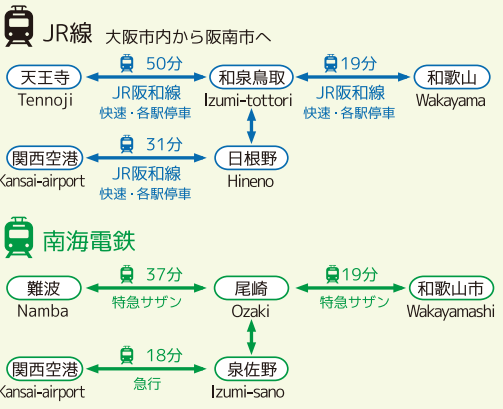 JR線 大阪市内から阪南市へ
天王寺 50分 和泉鳥取 19分 和歌山
Tennoji JR阪和線 Izumi-tottori JR阪和線 Wakayama
快速・各駅停車 快速・各駅停車
関西空港 31分 日根野
Kansai-airport JR阪和線 Hineno
快速・各駅停車
南海電鉄
難波 37分 尾崎 19分 和歌山市
Namba 特急サザン Ozaki 特急サザン Wakayamashi
関西空港 18分 泉佐野
Kansai-airport 急行 Izumi-sano